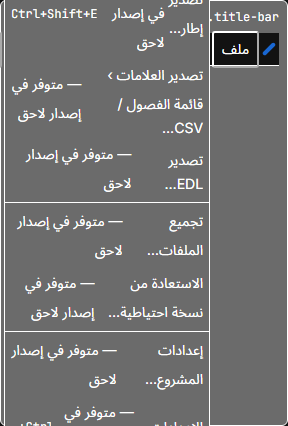 .title-bar
ملف
تصدير
إطار...
في إصدار
لاحق
Ctrl+Shift+E
تصدير العلامات ›
قائمة الفصول /
CSV...
— متوفر في
إصدار لاحق
تصدير
EDL...
— متوفر في إصدار
لاحق
تجميع
الملفات...
— متوفر في إصدار
لاحق
الاستعادة من
نسخة احتياطية...
— متوفر في
إصدار لاحق
إعدادات
المشروع...
— متوفر في إصدار
لاحق
— متوفر في